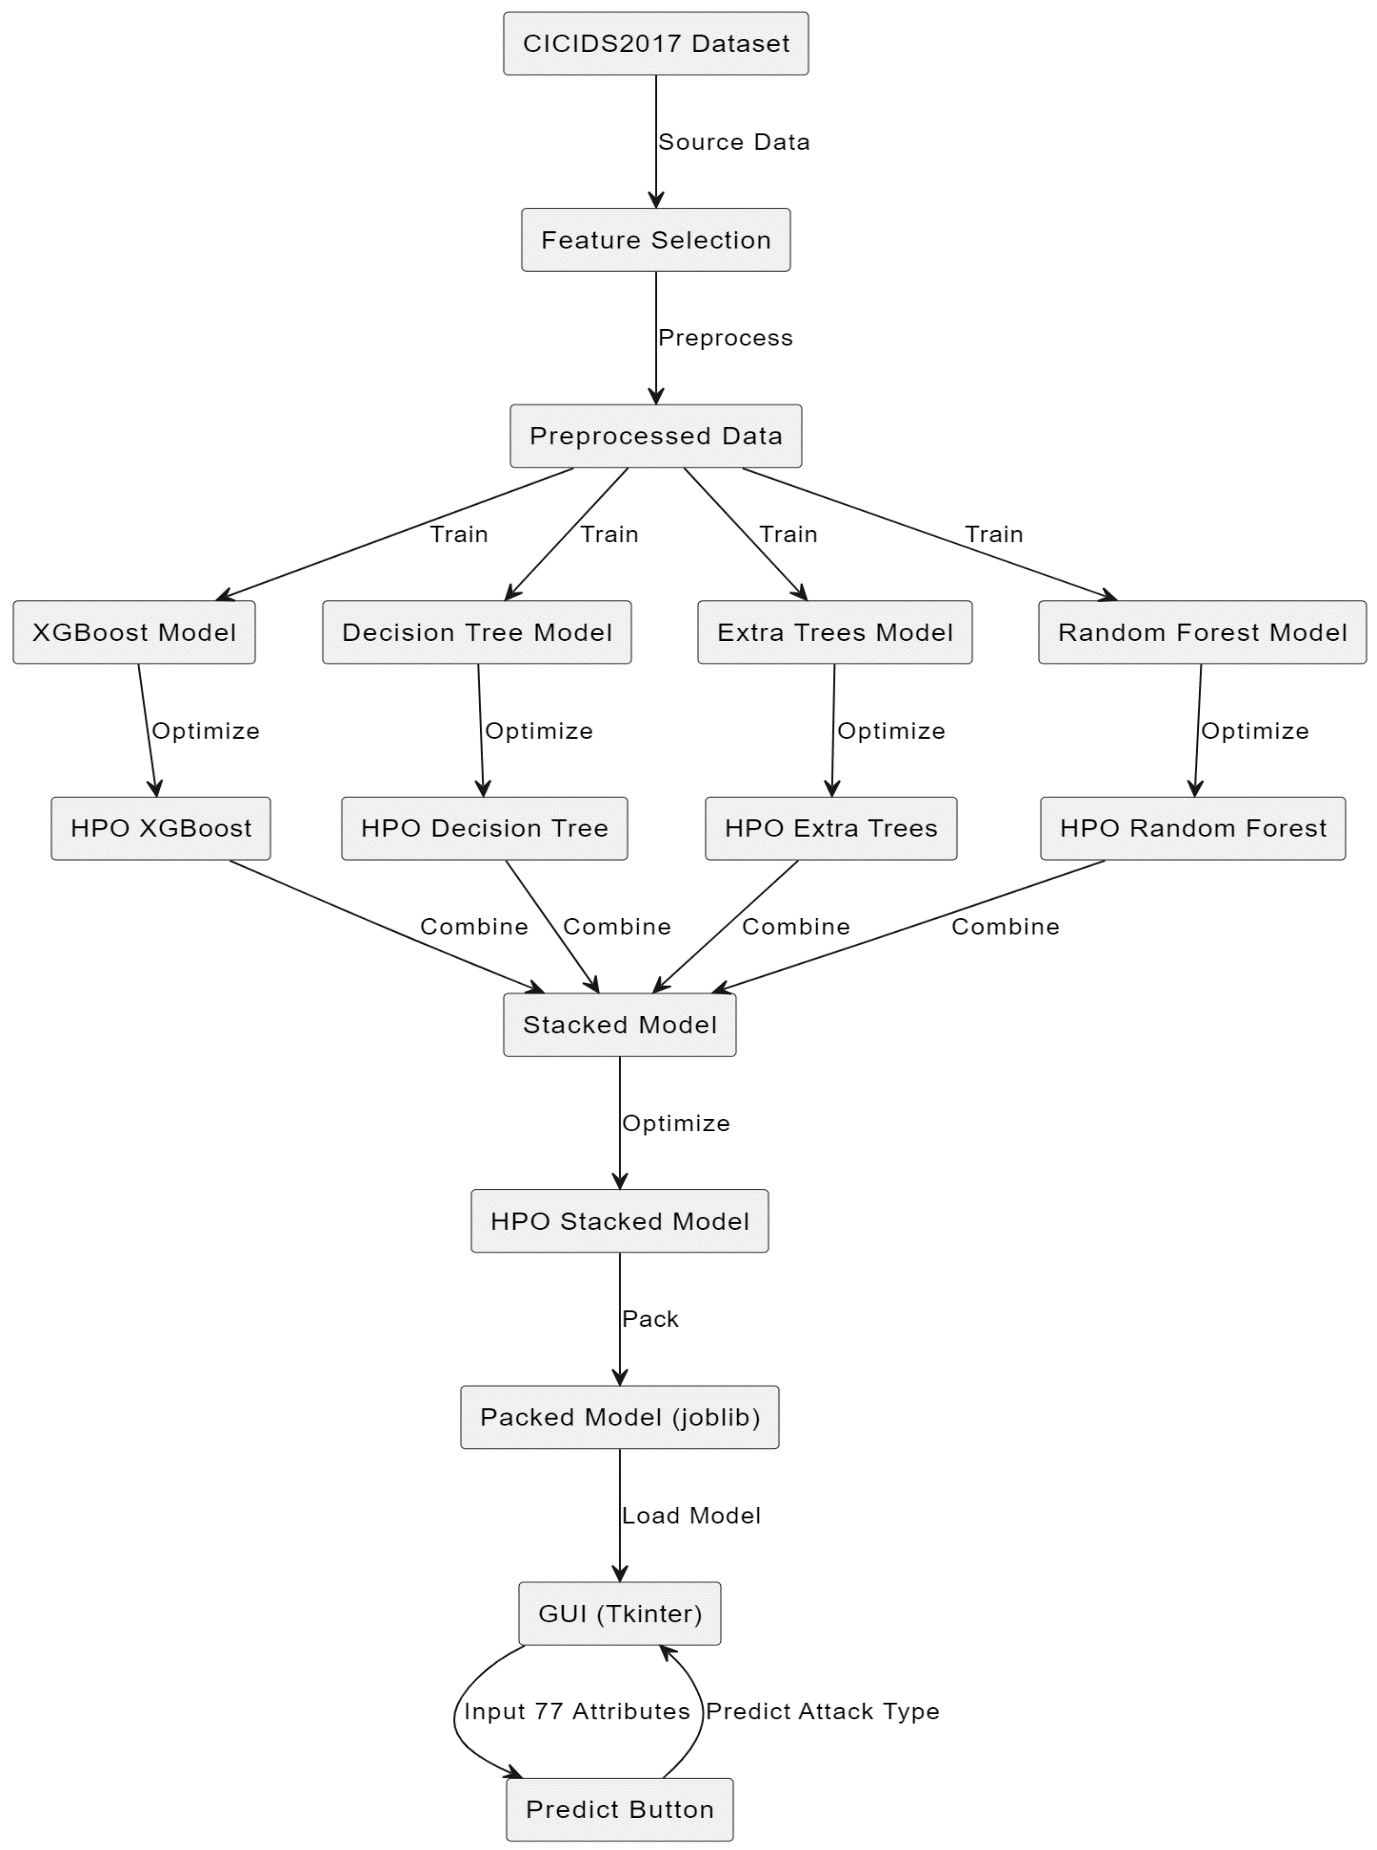 CICIDS2017 Dataset
Source Data
Feature Selection
Preprocess
Preprocessed Data
Train
Train
Train
Train
XGBoost Model
Decision Tree Model
Extra Trees Model
Random Forest Model
Optimize
Optimize
Optimize
Optimize
HPO XGBoost
HPO Decision Tree
HPO Extra Trees
HPO Random Forest
Combine
Combine
Combine
Combine
Stacked Model
Optimize
HPO Stacked Model
Pack
Packed Model (joblib)
Load Model
GUI (Tkinter)
Input 77 Attributes
Predict Attack Type
Predict Button